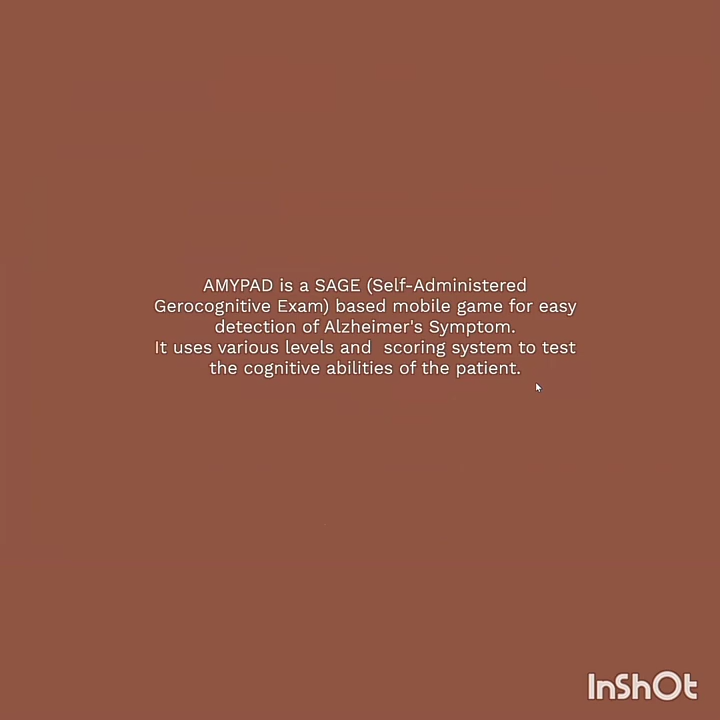 AMYPAD is a SAGE (Self-Administered
Gerocognitive Exam) based mobile game for easy
detection of Alzheimer's Symptom.
It uses various levels and  scoring system to test
the cognitive abilities of the patient.
InShOt